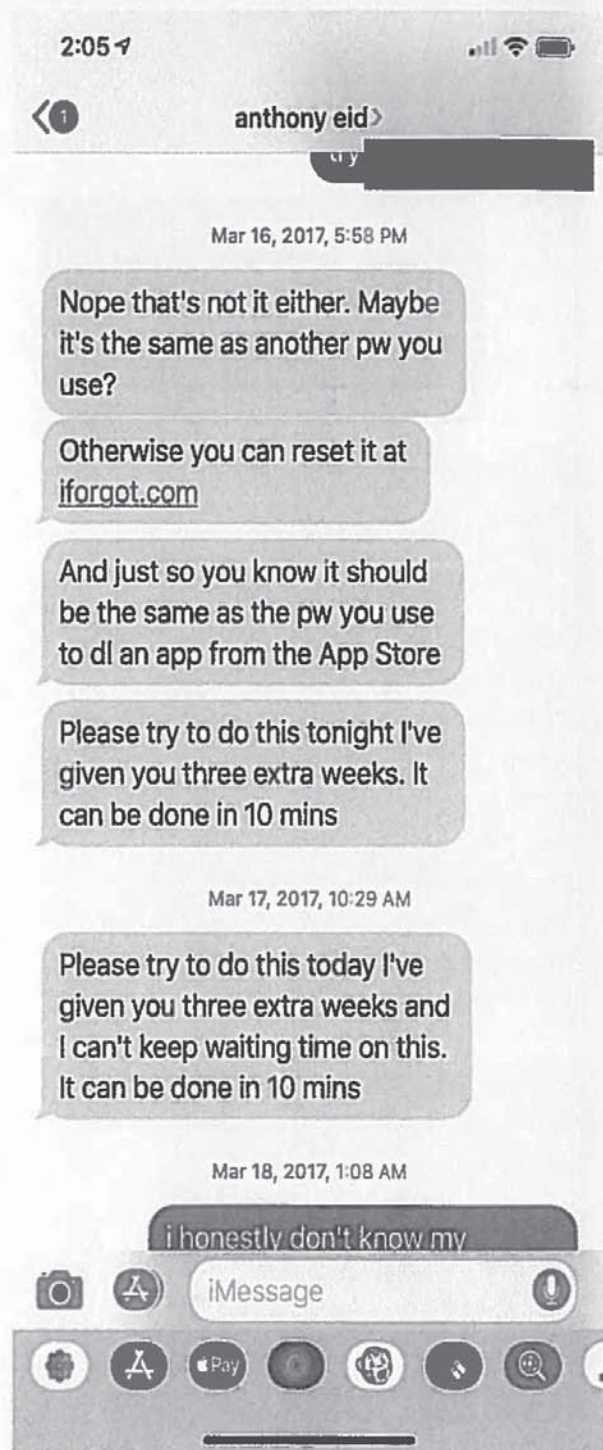 2:05
1
anthony eid>
try
Mar 16, 2017, 5:58 PM
Nope that's not it either. Maybe
it's the same as another pw you
use?
Otherwise you can reset it at
iforgot.com
And just so you know it should
be the same as the pw you use
to dl an app from the App Store
Please try to do this tonight I've
given you three extra weeks. It
can be done in 10 mins
Mar 17, 2017, 10:29 AM
Please try to do this today I've
given you three extra weeks and
I can't keep waiting time on this.
It can be done in 10 mins
Mar 18, 2017, 1:08 AM
i honestly don't know my
iMessage
Pay